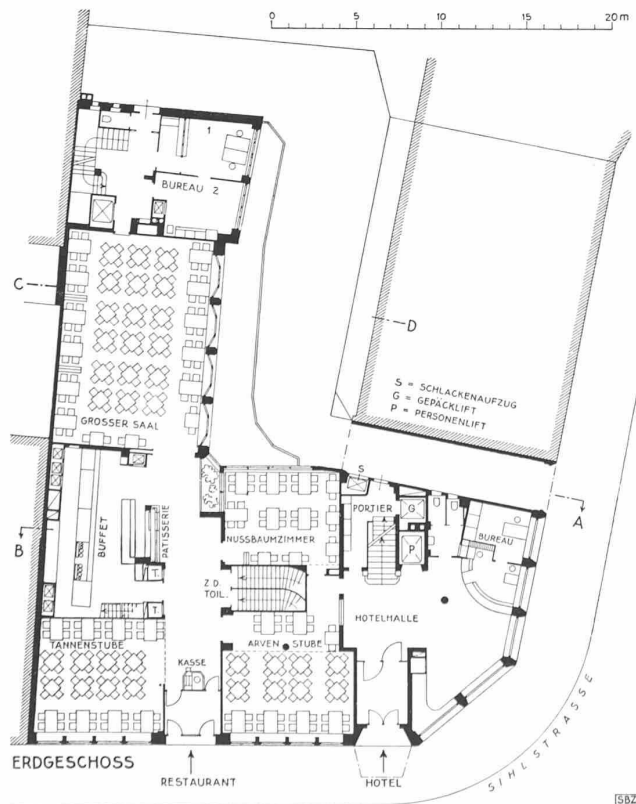 0 5 10 15 20 m
1
BUREAU 2
C
D
S = SCHLACKENAUFZUG
G = GEPÄCKLIFT
P = PERSONENLIFT
GROSSER SAAL
S
PORTIER
G
A
B
BUFFET
PATISSERIE
NUSSBAUMZIMMER
P
BUREAU
T
Z.D.
TOIL.
T
HOTELHALLE
TANNENSTUBE
ARVEN STUBE
KASSE
SIHLSTRASSE
ERDGESCHOSS
RESTAURANT
HOTEL
SBZ